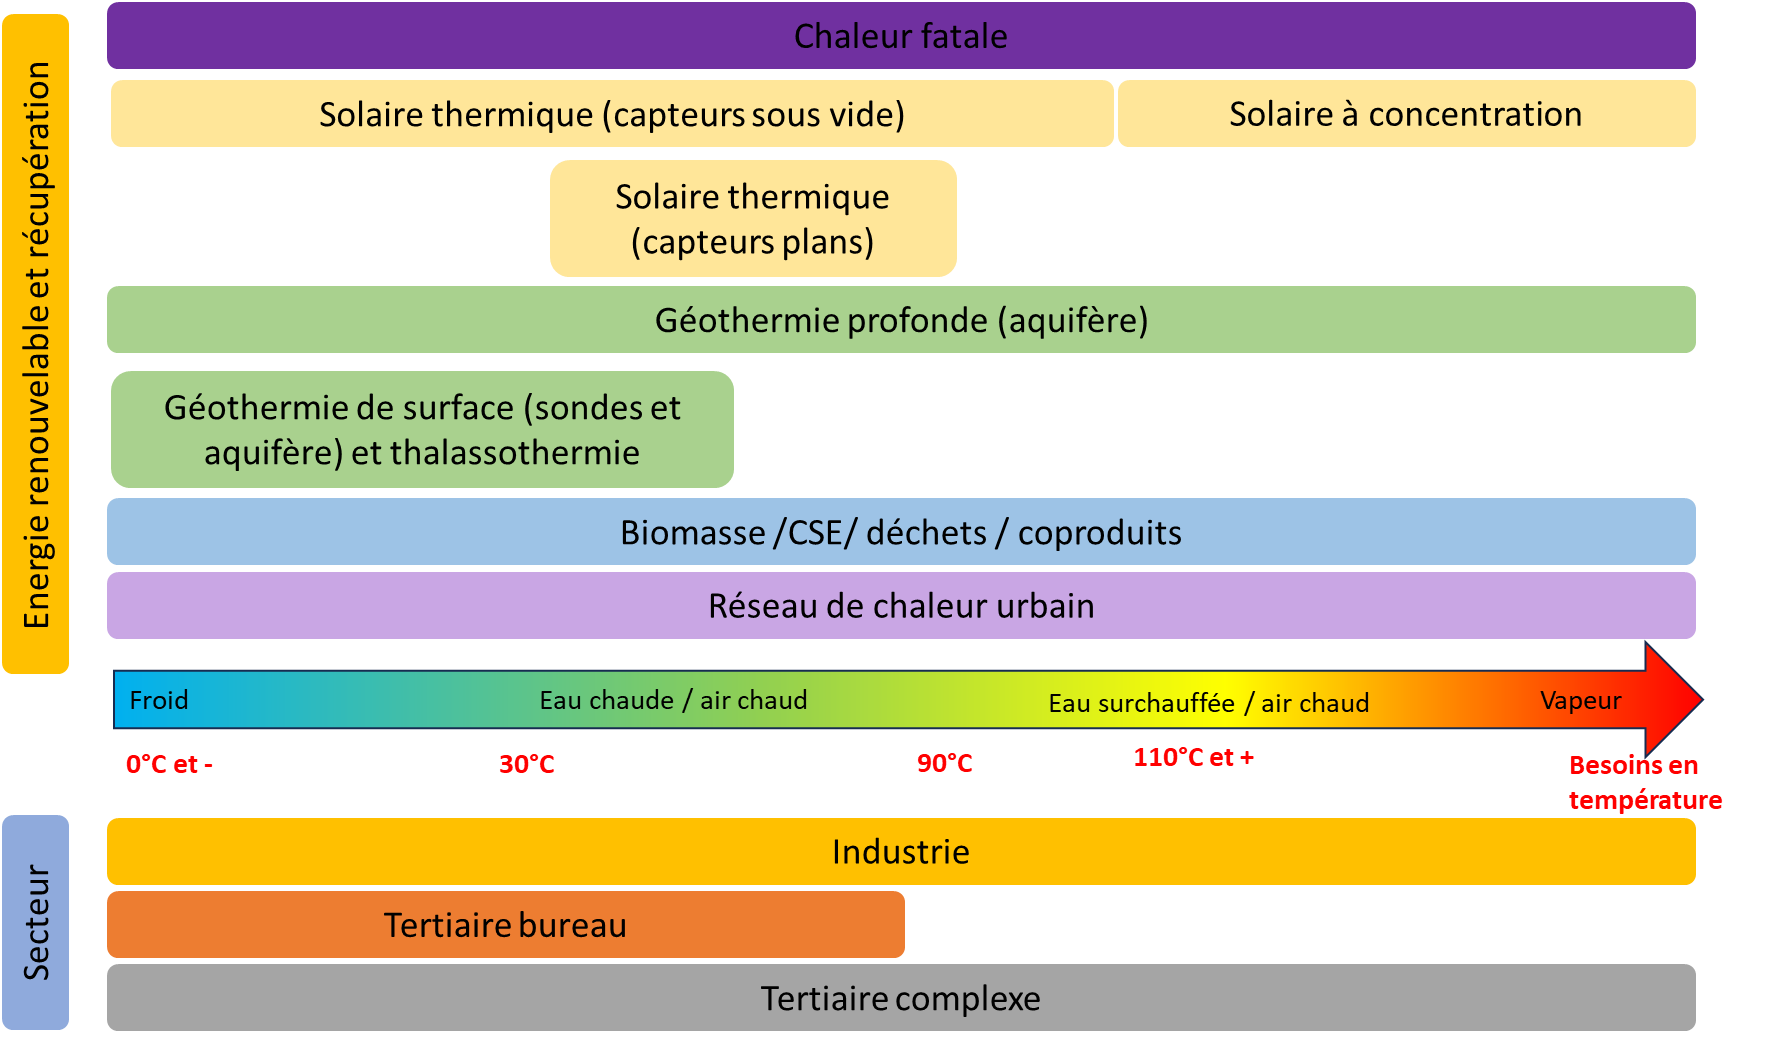 Energie renouvelable et récupération
Chaleur fatale
Solaire thermique (capteurs sous vide)
Solaire à concentration
Solaire thermique
(capteurs plans)
Géothermie profonde (aquifère)
Géothermie de surface (sondes et
aquifère) et thalassothermie
Biomasse /CSE/ déchets / coproduits
Réseau de chaleur urbain
Froid
Eau chaude / air chaud
Eau surchauffée / air chaud
Vapeur
0°C et -
30°C
90°C
110°C et +
Besoins en
température
Secteur
Industrie
Tertiaire bureau
Tertiaire complexe